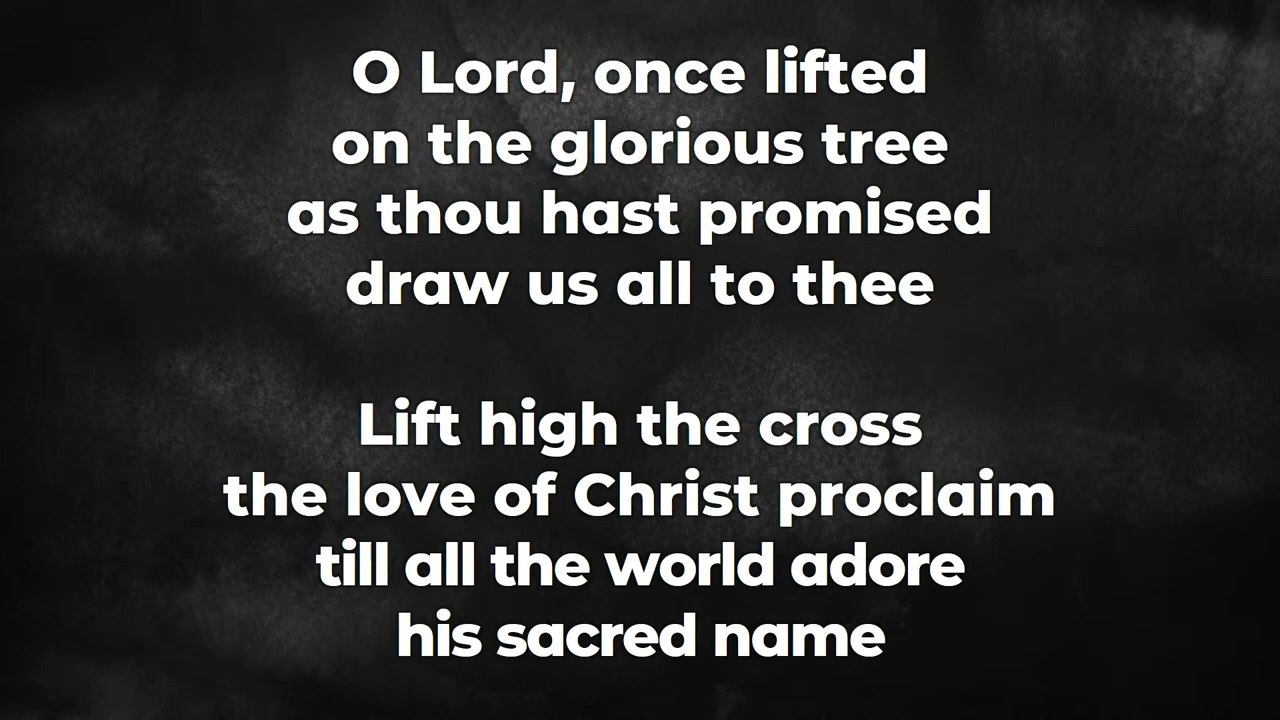 O Lord, once lifted
on the glorious tree
as thou hast promised
draw us all to thee
Lift high the cross
the love of Christ proclaim
till all the world adore
his sacred name